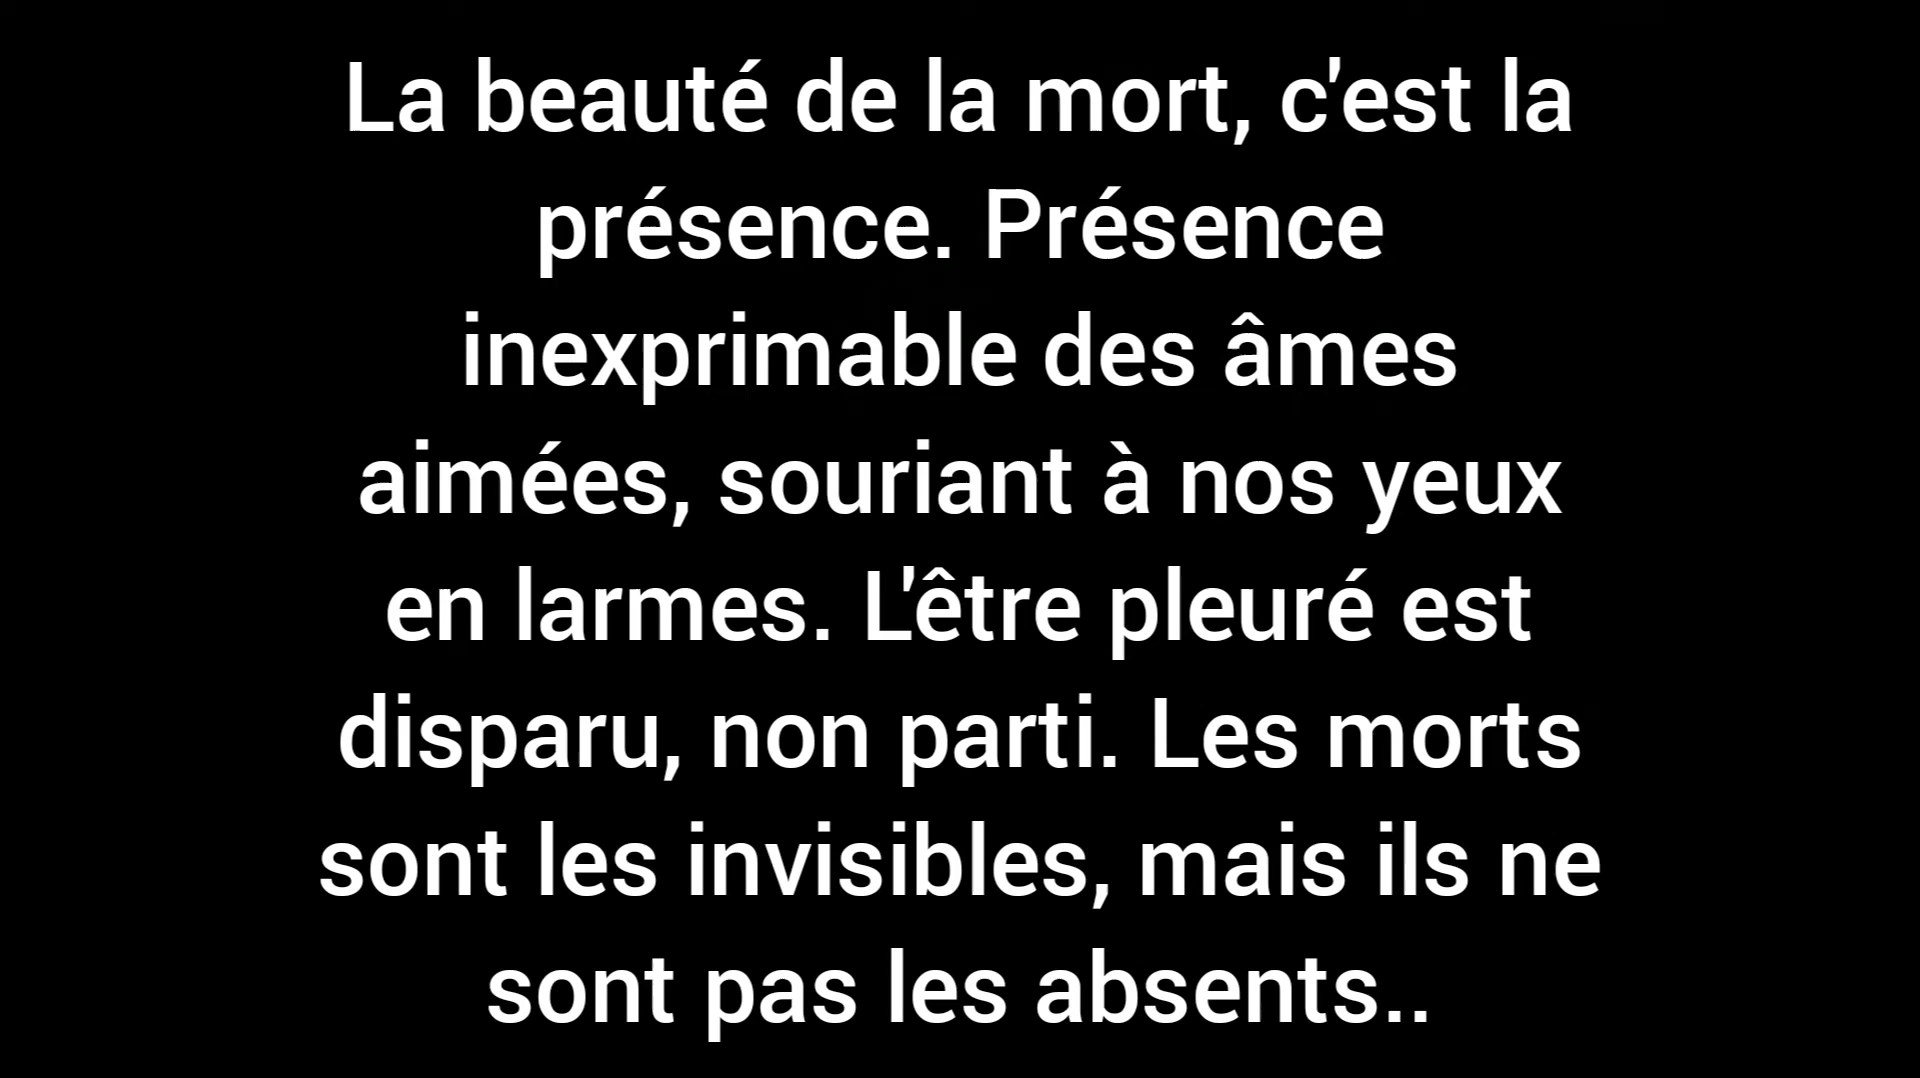 La beauté de la mort, c'est la
présence. Présence
inexprimable des âmes
aimées, souriant à nos yeux
en larmes. L'être pleuré est
disparu, non parti. Les morts
sont les invisibles, mais ils ne
sont pas les absents..